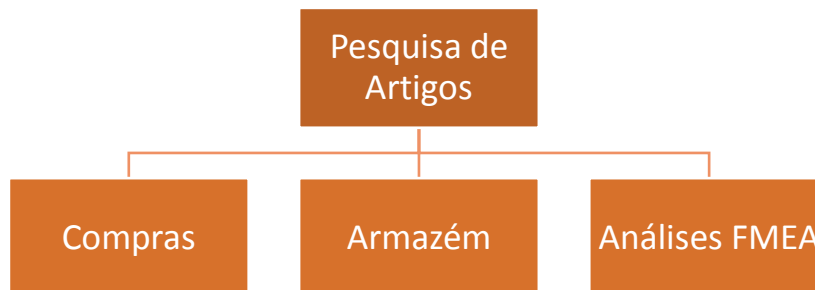 Pesquisa de
Artigos
Compras
Armazém
Análises FMEA